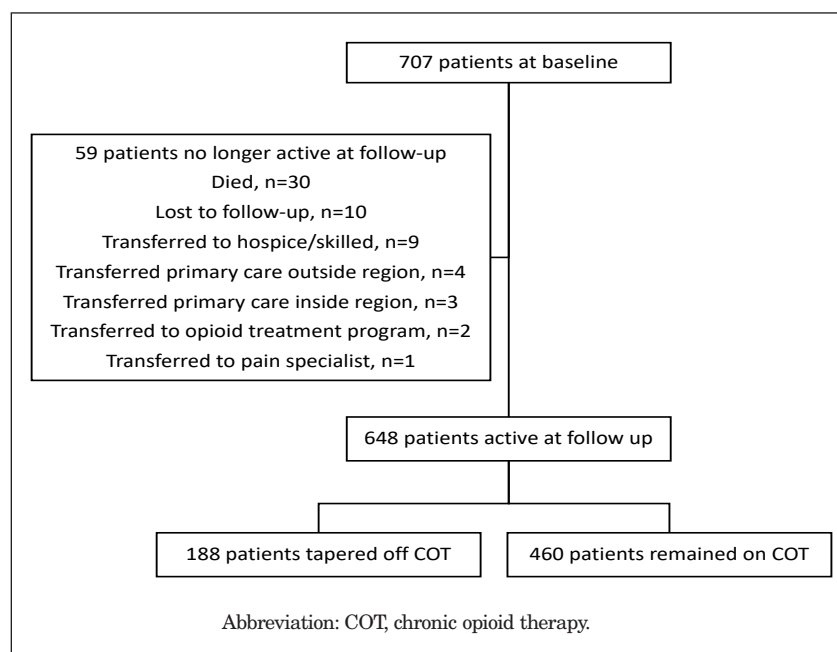 707 patients at baseline
59 patients no longer active at follow-up
Died, n=30
Lost to follow-up, n=10
Transferred to hospice/skilled, n=9
Transferred primary care outside region, n=4
Transferred primary care inside region, n=3
Transferred to opioid treatment program, n=2
Transferred to pain specialist, n=1
648 patients active at follow up
188 patients tapered off COT
460 patients remained on COT
Abbreviation: COT, chronic opioid therapy.